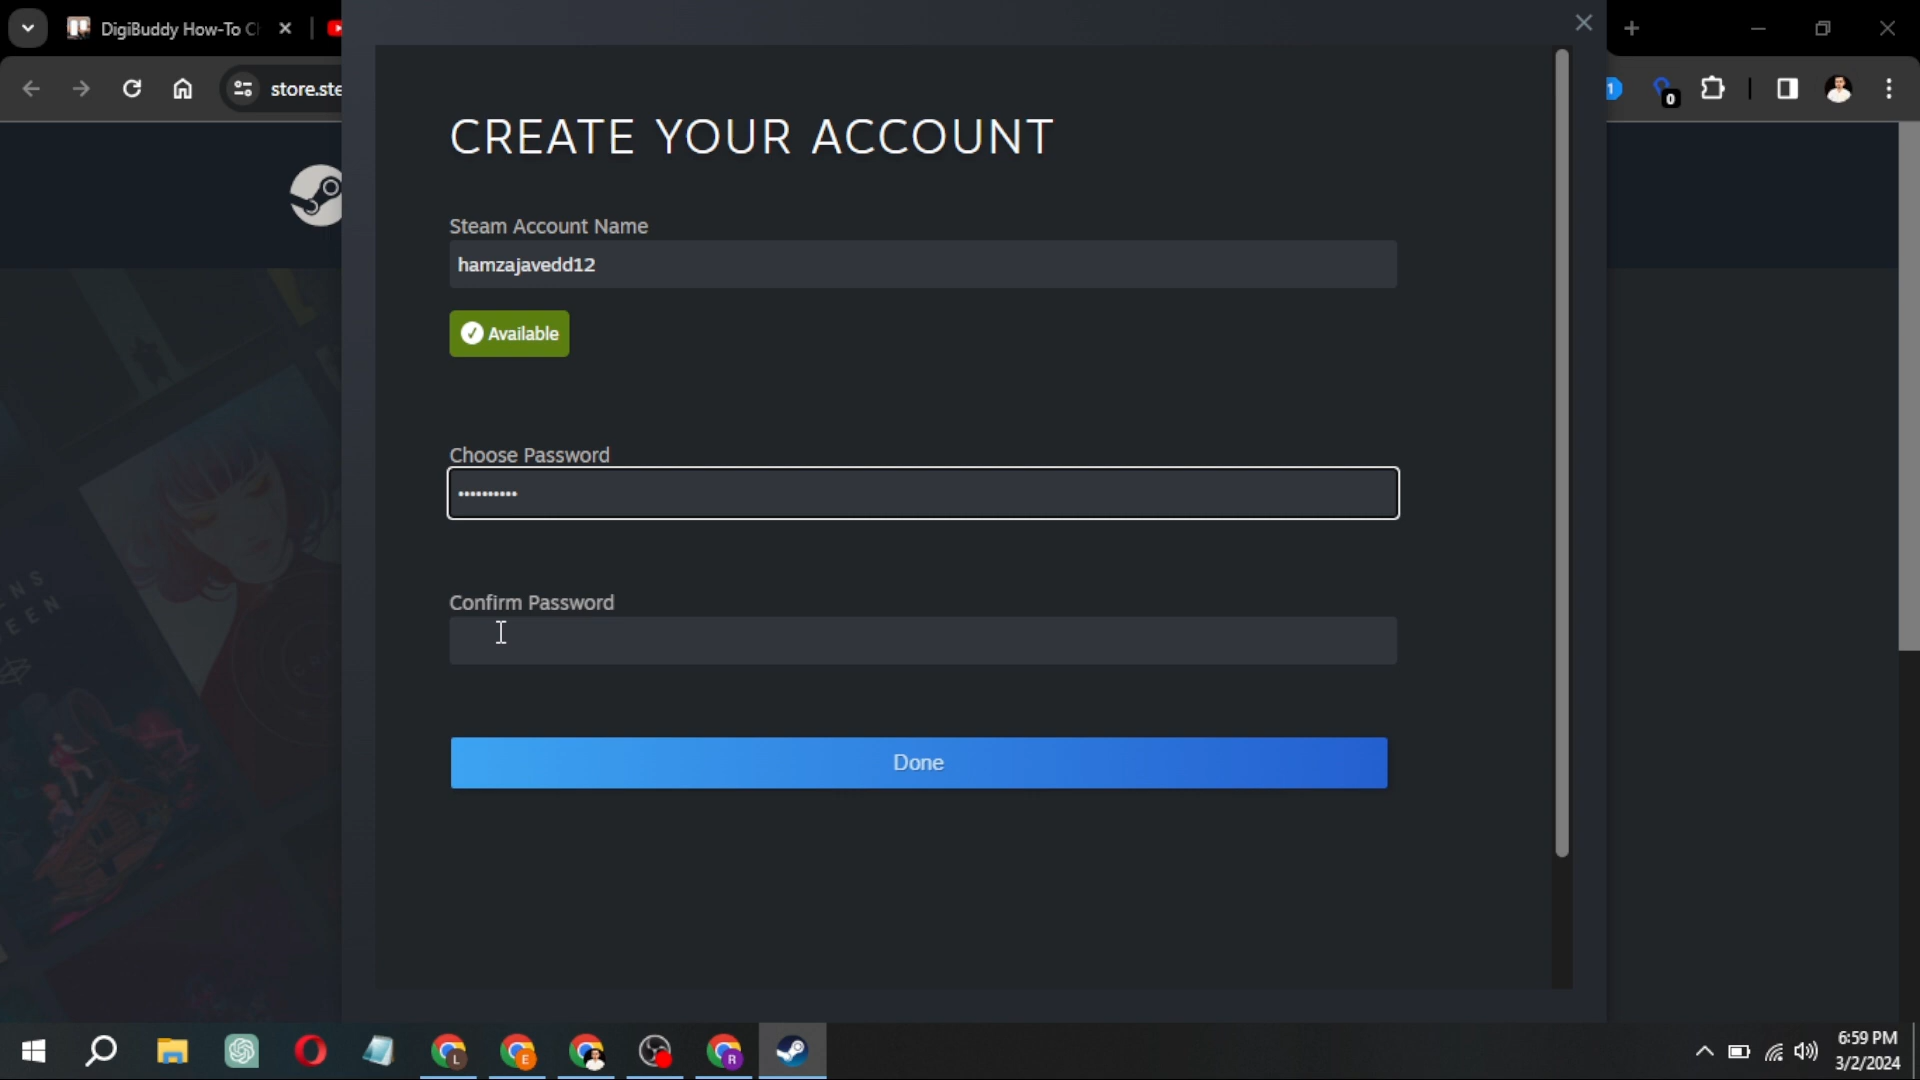 DigiBuddy How-To C
store.ste
1
0
CREATE YOUR ACCOUNT
Steam Account Name
hamzajavedd12
Available
Choose Password
••••••••••
Confirm Password
Done
L
E
R
6:59 PM
3/2/2024